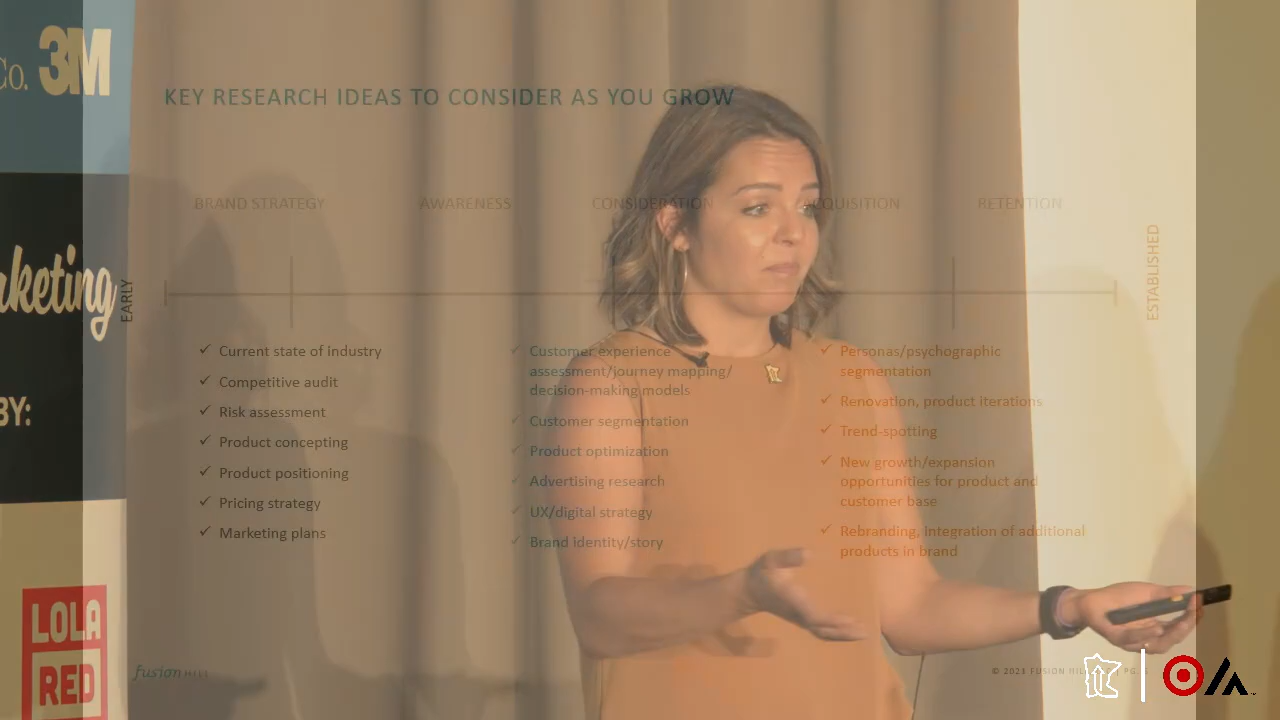 Co. 3M
KEY RESEARCH IDEAS TO CONSIDER AS YOU GROW
BRAND STRATEGY
AWARENESS
CONSIDERATION
ACQUISITION
RETENTION
EARLY
ESTABLISHED
rketing
BY:
✓ Current state of industry
✓ Competitive audit
✓ Risk assessment
✓ Product concepting
✓ Product positioning
✓ Pricing strategy
✓ Marketing plans
✓ Customer experience
assessment/journey mapping/
decision-making models
✓ Customer segmentation
✓ Product optimization
✓ Advertising research
✓ UX/digital strategy
✓ Brand identity/story
✓ Personas/psychographic
segmentation
✓ Renovation, product iterations
✓ Trend-spotting
✓ New growth/expansion
opportunities for product and
customer base
✓ Rebranding, integration of additional
products in brand
LOLA
RED
fusion HILL
© 2021 FUSION HILL